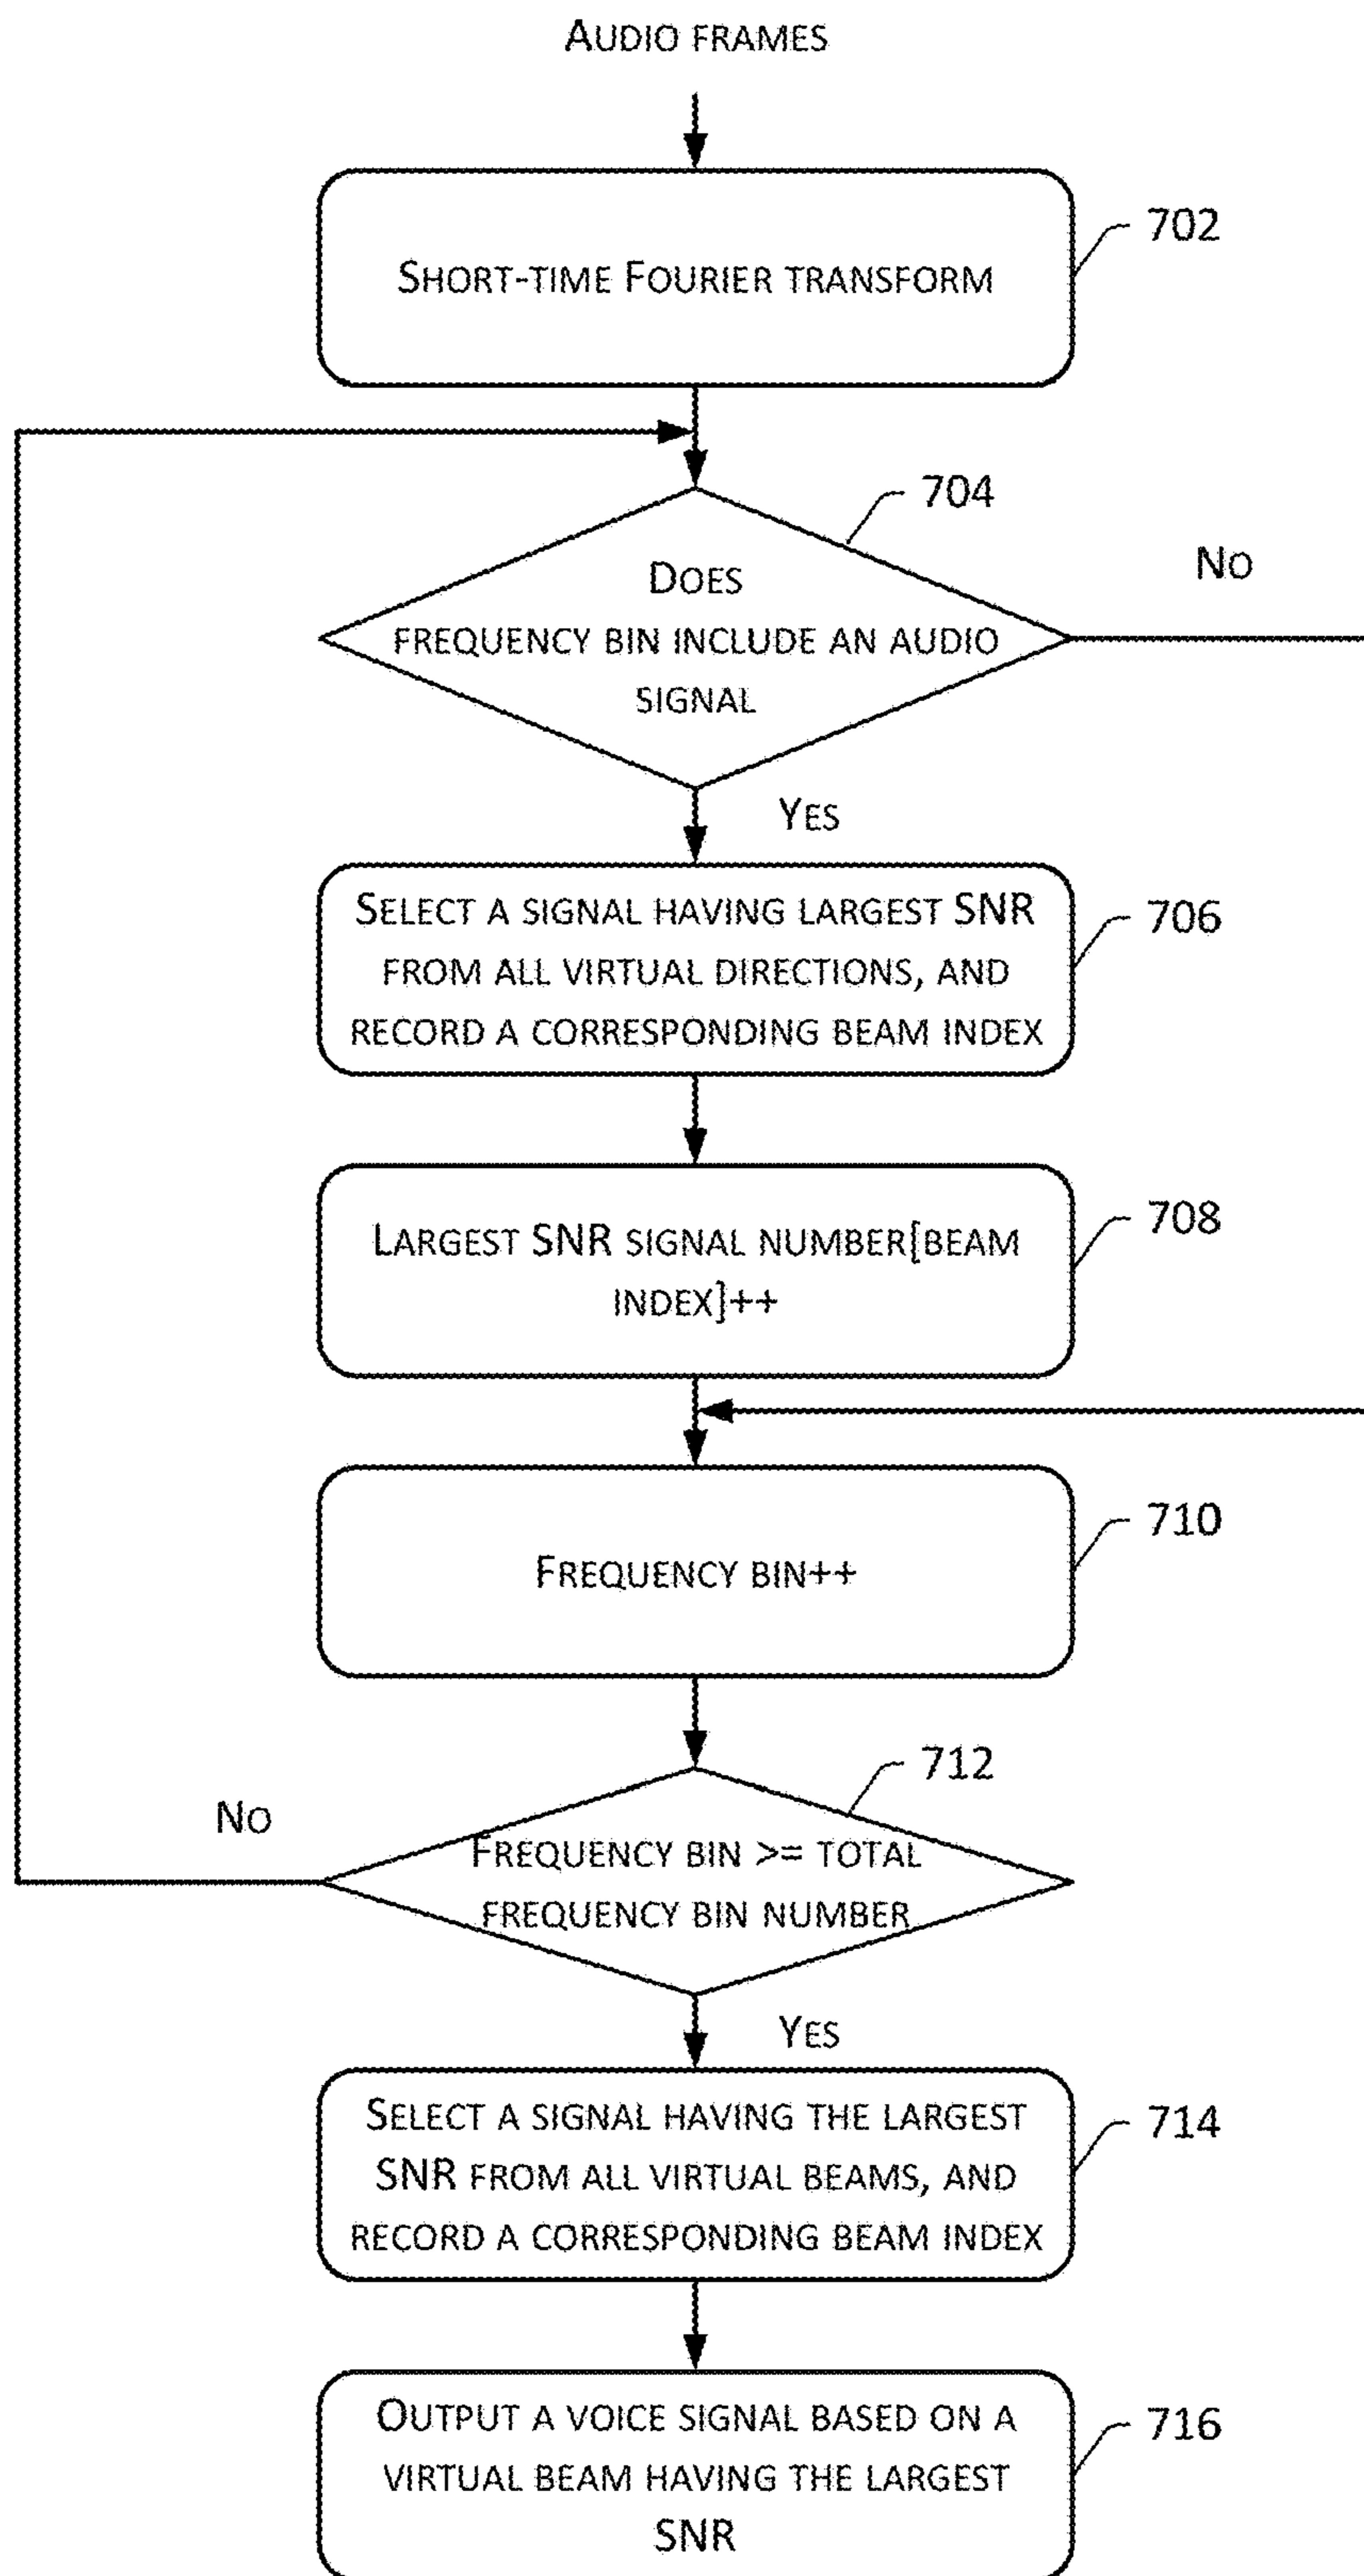 AUDIO FRAMES
702
SHORT-TIME FOURIER TRANSFORM
704
NO
DOES
FREQUENCY BIN INCLUDE AN AUDIO
SIGNAL
YES
SELECT A SIGNAL HAVING LARGEST SNR
706
FROM ALL VIRTUAL DIRECTIONS, AND
RECORD A CORRESPONDING BEAM INDEX
708
LARGEST SNR SIGNAL NUMBER[BEAM
INDEX]++
710
FREQUENCY BIN++
712
NO
FREQUENCY BIN >= TOTAL
FREQUENCY BIN NUMBER
YES
SELECT A SIGNAL HAVING THE LARGEST
714
SNR FROM ALL VIRTUAL BEAMS, AND
RECORD A CORRESPONDING BEAM INDEX
OUTPUT A VOICE SIGNAL BASED ON A
716
VIRTUAL BEAM HAVING THE LARGEST
SNR